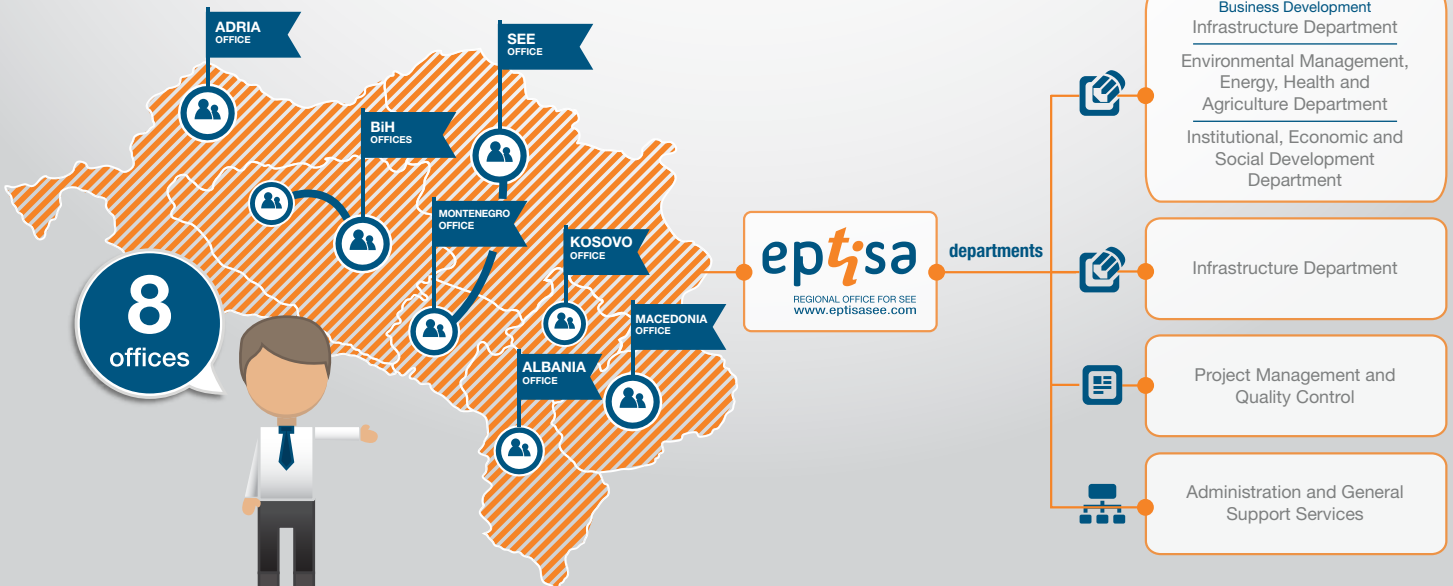 ADRIA
OFFICE
SEE
OFFICE
BiH
OFFICES
MONTENEGRO
OFFICE
KOSOVO
OFFICE
MACEDONIA
OFFICE
ALBANIA
OFFICE
8
offices
eptisa
REGIONAL OFFICE FOR SEE
www.eptisasee.com
departments
Business Development
Infrastructure Department
Environmental Management,
Energy, Health and
Agriculture Department
Institutional, Economic and
Social Development
Department
Infrastructure Department
Project Management and
Quality Control
Administration and General
Support Services